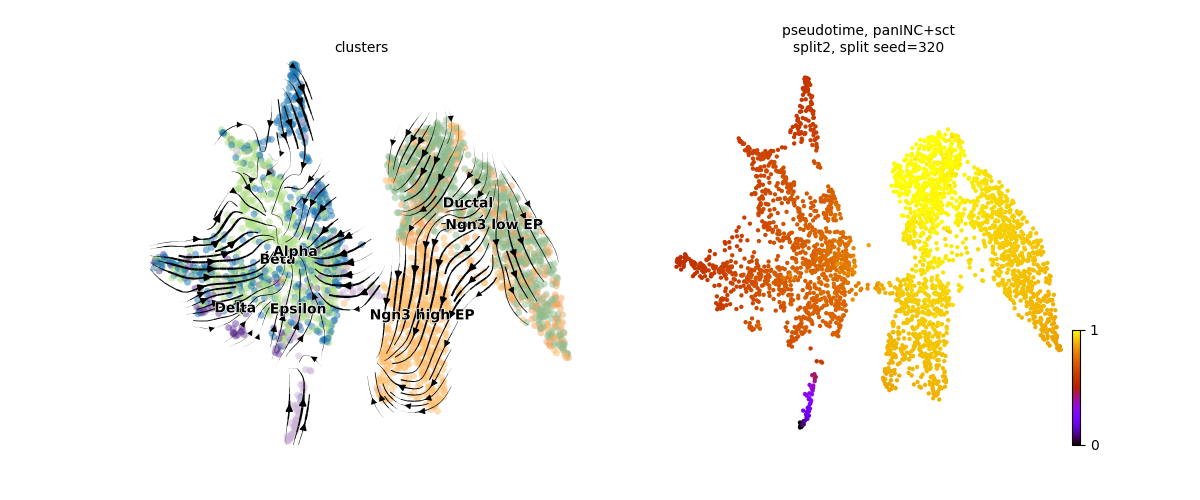 clusters
Ductal
Ngn3 low EP
Alpha
Beta
Delta
Epsilon
Ngn3 high EP
pseudotime, panINC+sct
split2, split seed=320
1
0